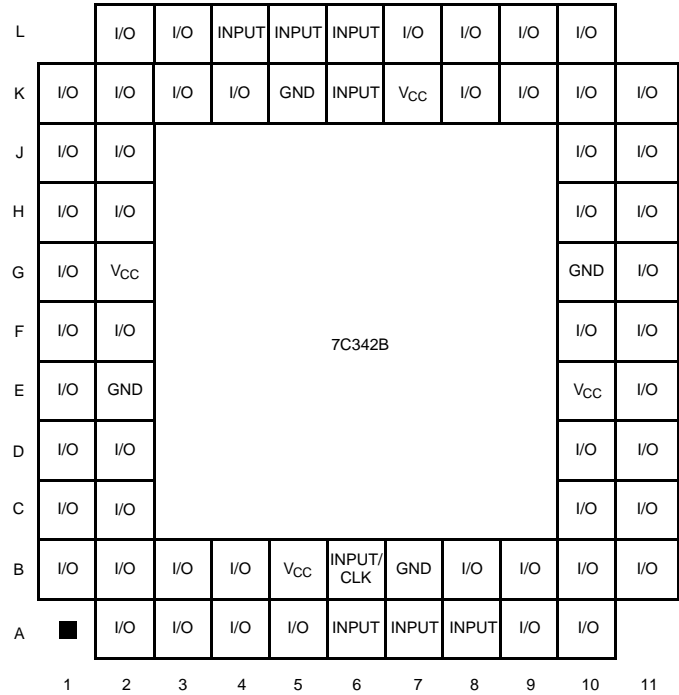 L I/O I/O INPUT INPUT INPUT I/O I/O I/O I/O
K I/O I/O I/O I/O GND INPUT VCC I/O I/O I/O I/O
J I/O I/O I/O I/O
H I/O I/O I/O I/O
G I/O VCC GND I/O
F I/O I/O 7C342B I/O I/O
E I/O GND VCC I/O
D I/O I/O I/O I/O
C I/O I/O I/O I/O
B I/O I/O I/O I/O VCC INPUT/CLK GND I/O I/O I/O I/O
A I/O I/O I/O I/O INPUT INPUT INPUT I/O I/O
1 2 3 4 5 6 7 8 9 10 11